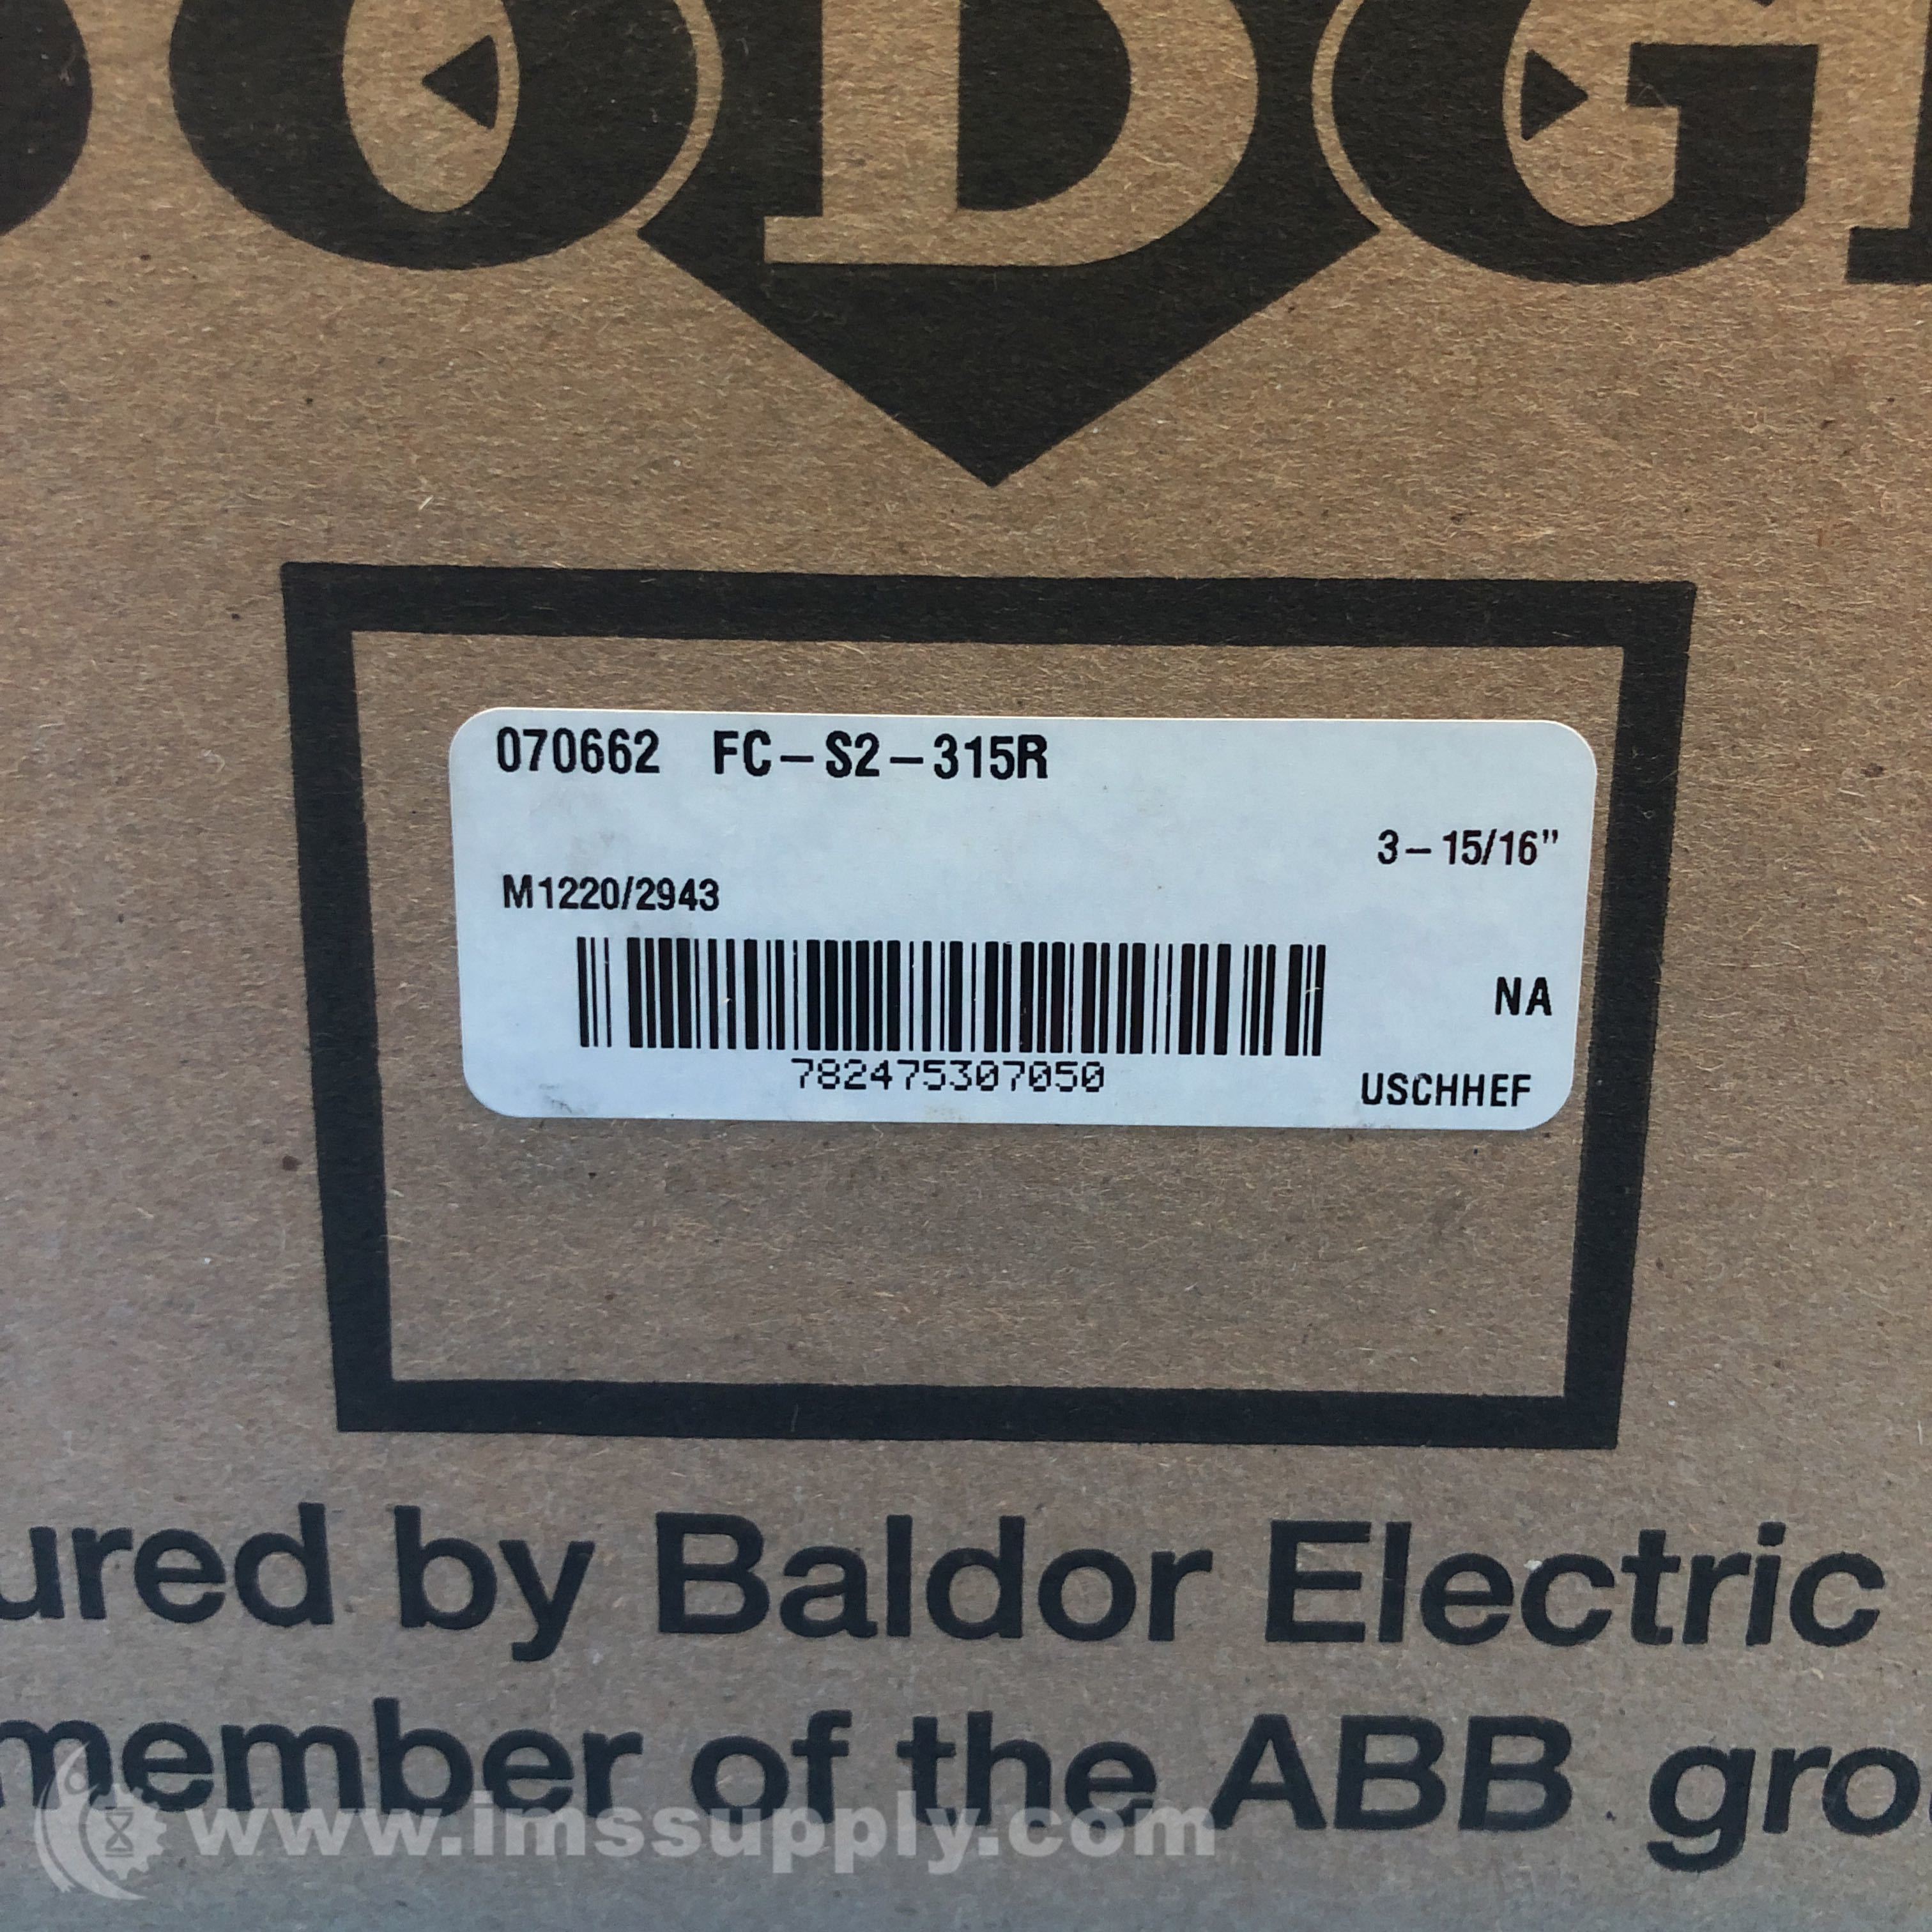 DODGE
070662 FC-S2-315R
3-15/16"
M1220/2943
NA
782475307050
USCHHEF
ured by Baldor Electric
member of the ABB gro
www.imssupply.com